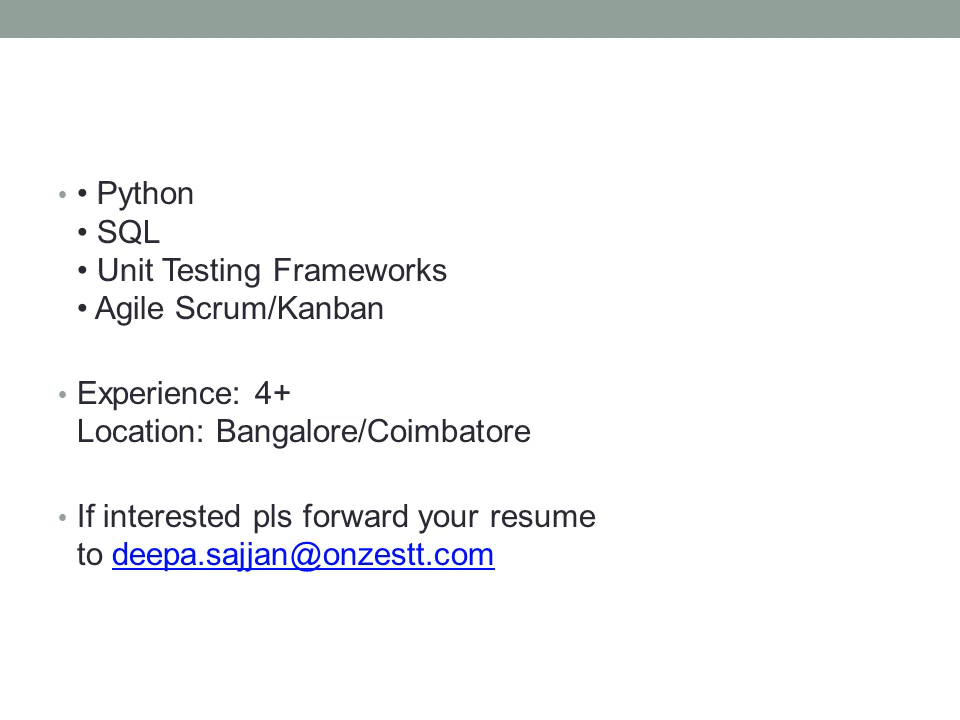 • • Python
• SQL
• Unit Testing Frameworks
• Agile Scrum/Kanban
• Experience: 4+
Location: Bangalore/Coimbatore
• If interested pls forward your resume
to deepa.sajjan@onzestt.com